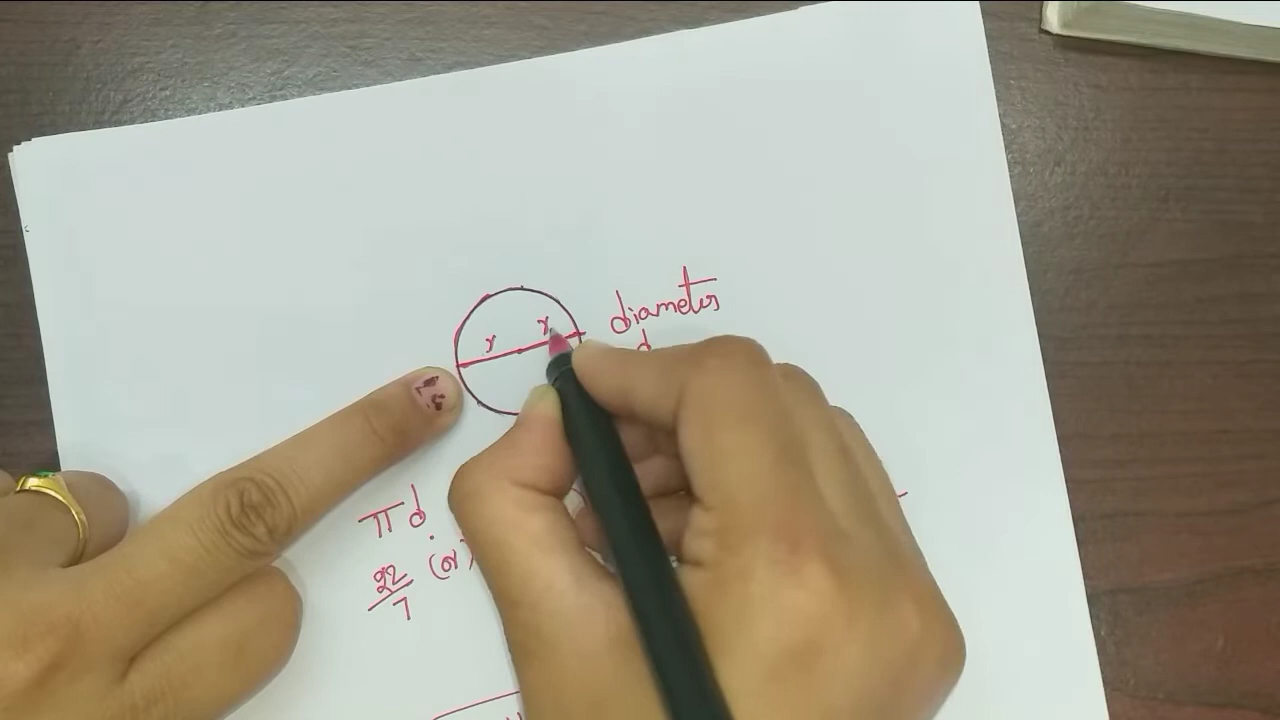 r r
diameter
d
πd
22/7 (or)